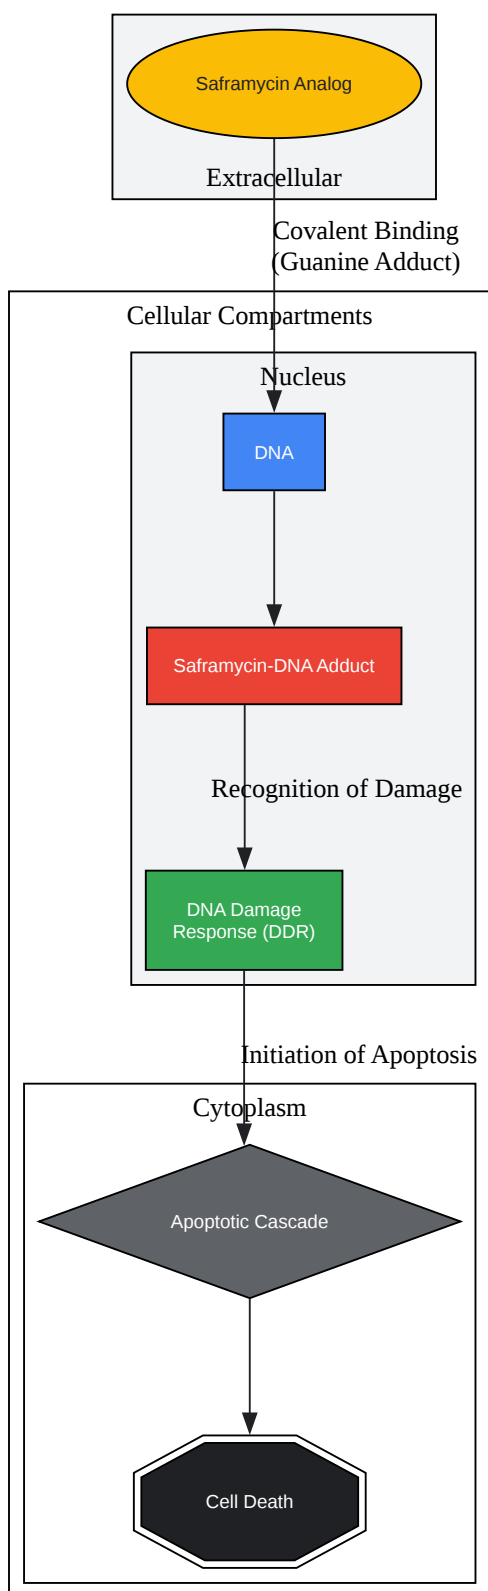 Saframycin Analog
Extracellular
Covalent Binding
(Guanine Adduct)
Cellular Compartments
Nucleus
DNA
Saframycin-DNA Adduct
Recognition of Damage
DNA Damage
Response (DDR)
Initiation of Apoptosis
Cytoplasm
Apoptotic Cascade
Cell Death